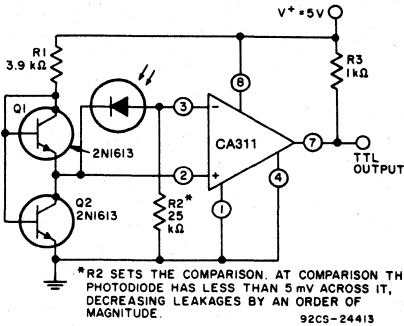 V+ = 5V
R1
3.9 kΩ
R3
1kΩ
Q1
2N1613
8
3
−
CA311
7
TTL
OUTPUT
2
+
4
1
Q2
2N1613
R2*
25
kΩ
*R2 SETS THE COMPARISON. AT COMPARISON TH
PHOTODIODE HAS LESS THAN 5 mV ACROSS IT,
DECREASING LEAKAGES BY AN ORDER OF
MAGNITUDE.
92CS-24413